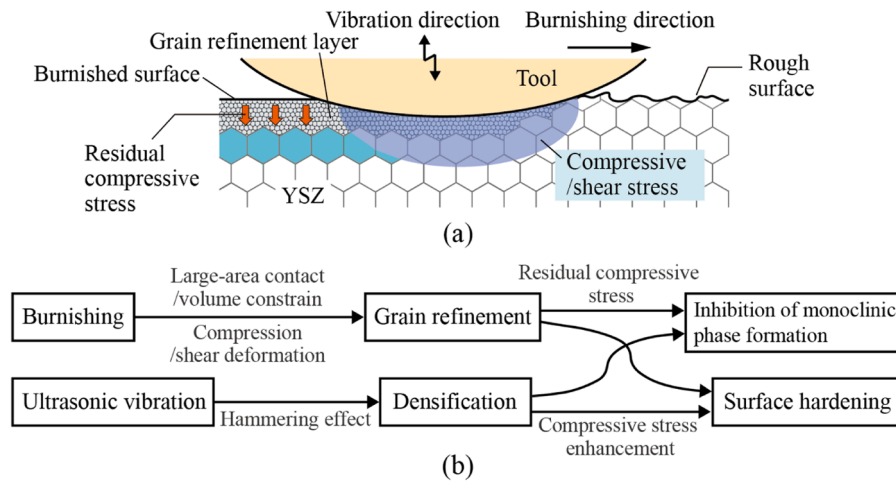 Vibration direction
Burnishing direction
Grain refinement layer
Burnished surface
Tool
Rough
surface
Residual
compressive
stress
YSZ
Compressive
/shear stress
(a)
Large-area contact
/volume constrain
Residual compressive
stress
Burnishing
Grain refinement
Inhibition of monoclinic
phase formation
Compression
/shear deformation
Ultrasonic vibration
Densification
Surface hardening
Hammering effect
Compressive stress
enhancement
(b)